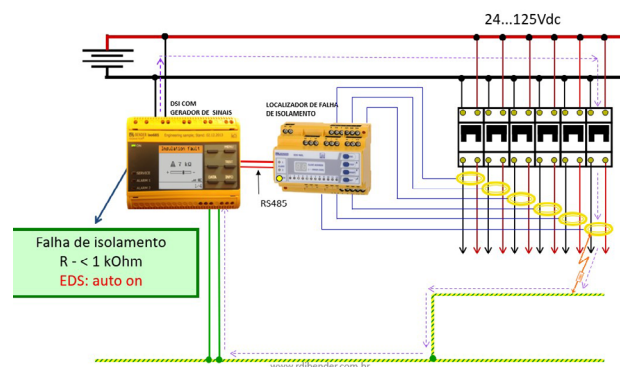 24...125Vdc
DSI COM
GERADOR DE SINAIS
LOCALIZADOR DE FALHA
DE ISOLAMENTO
RS485
Falha de isolamento
R - < 1 kOhm
EDS: auto on
www.rdibender.com.br